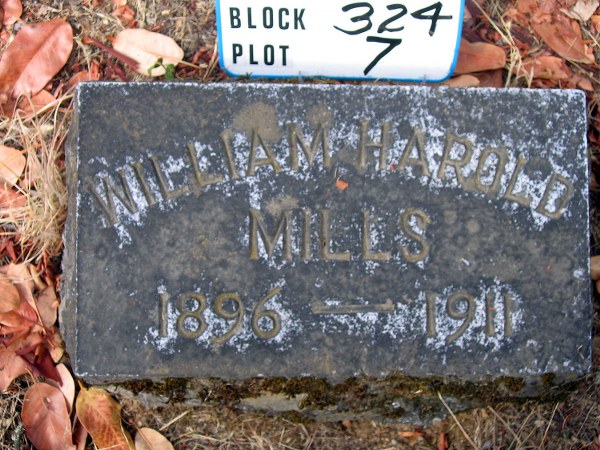 BLOCK 324
PLOT 7
WILLIAM HAROLD
MILLS
1896 — 1911